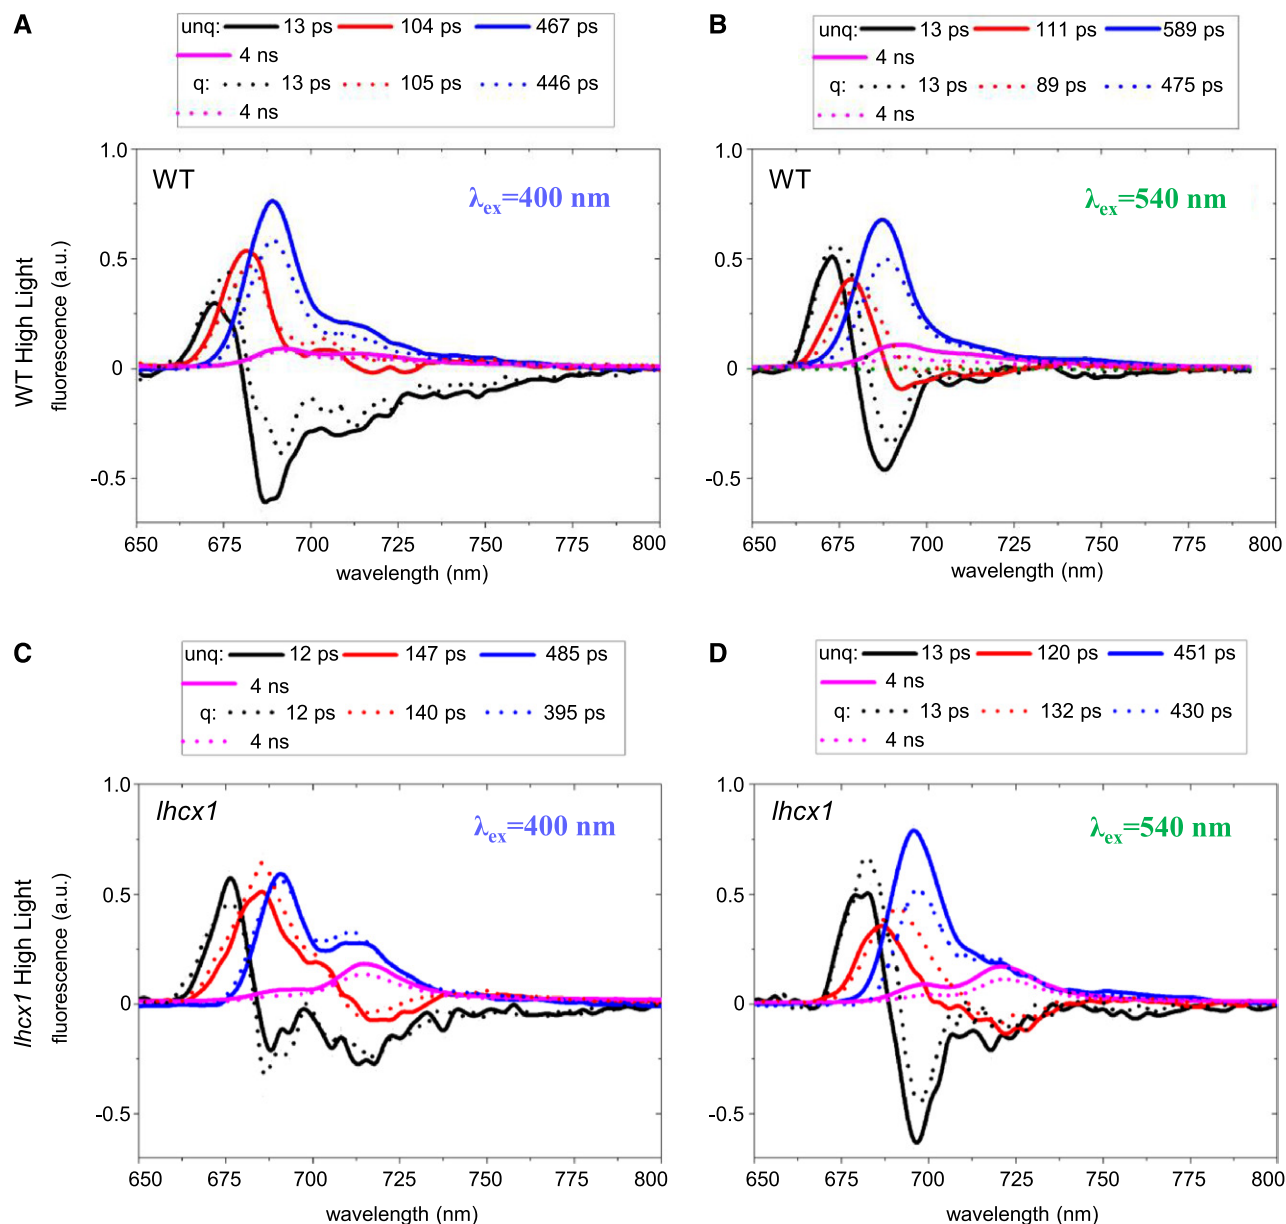 A
unq: 13 ps 104 ps 467 ps
4 ns
q: 13 ps 105 ps 446 ps
4 ns
WT
λex=400 nm
WT High Light
fluorescence (a.u.)
1.0
0.5
0
-0.5
650 675 700 725 750 775 800
wavelength (nm)
B
unq: 13 ps 111 ps 589 ps
4 ns
q: 13 ps 89 ps 475 ps
4 ns
WT
λex=540 nm
1.0
0.5
0
-0.5
650 675 700 725 750 775 800
wavelength (nm)
C
unq: 12 ps 147 ps 485 ps
4 ns
q: 12 ps 140 ps 395 ps
4 ns
lhcx1
λex=400 nm
lhcx1 High Light
fluorescence (a.u.)
1.0
0.5
0
-0.5
650 675 700 725 750 775 800
wavelength (nm)
D
unq: 13 ps 120 ps 451 ps
4 ns
q: 13 ps 132 ps 430 ps
4 ns
lhcx1
λex=540 nm
1.0
0.5
0
-0.5
650 675 700 725 750 775 800
wavelength (nm)